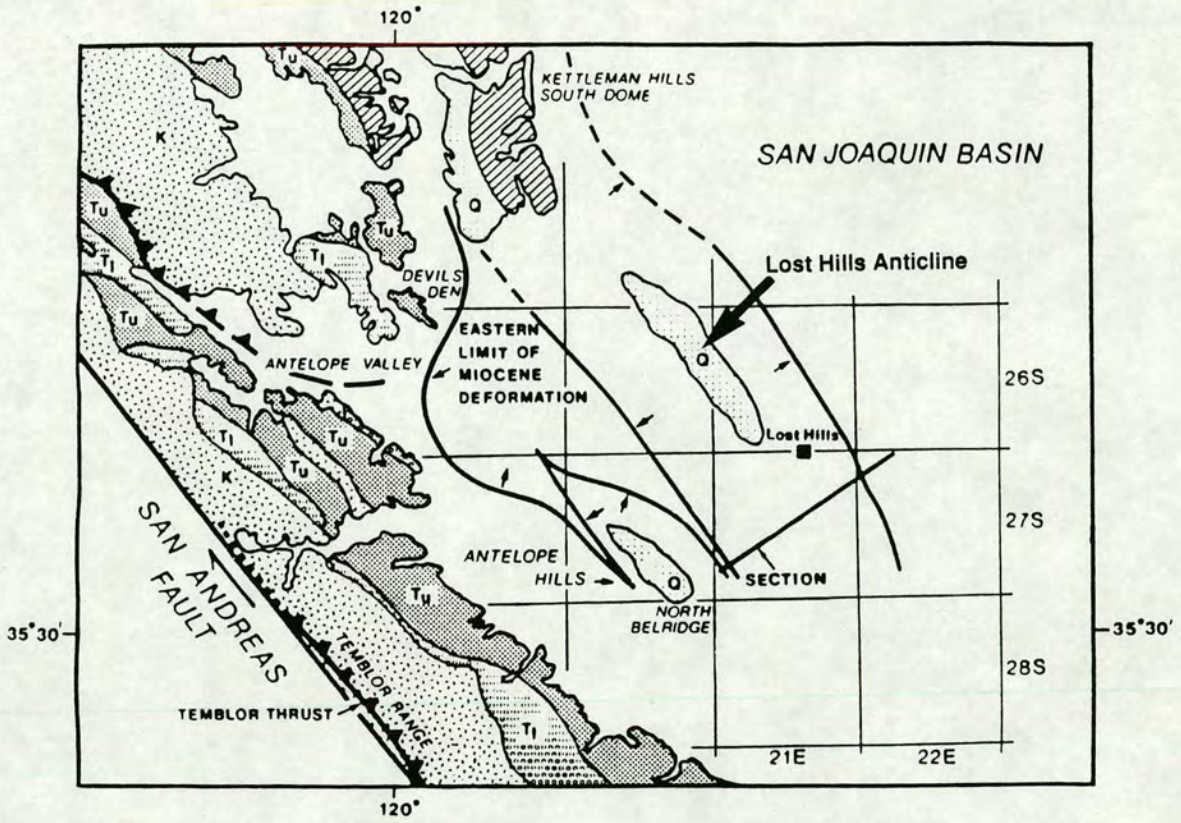 120°
Tu
KETTLEMAN HILLS
SOUTH DOME
K
SAN JOAQUIN BASIN
Q
Tu
Tu
Tl
Tl
DEVILS
DEN
Lost Hills Anticline
Tu
EASTERN
LIMIT OF
MIOCENE
DEFORMATION
ANTELOPE VALLEY
Q
26S
Tl
Tu
Tu
Lost Hills
K
27S
SAN ANDREAS
FAULT
ANTELOPE
HILLS
SECTION
Q
Tu
NORTH
BELRIDGE
35°30'
35°30'
TEMBLOR RANGE
28S
TEMBLOR THRUST
Tl
21E
22E
120°